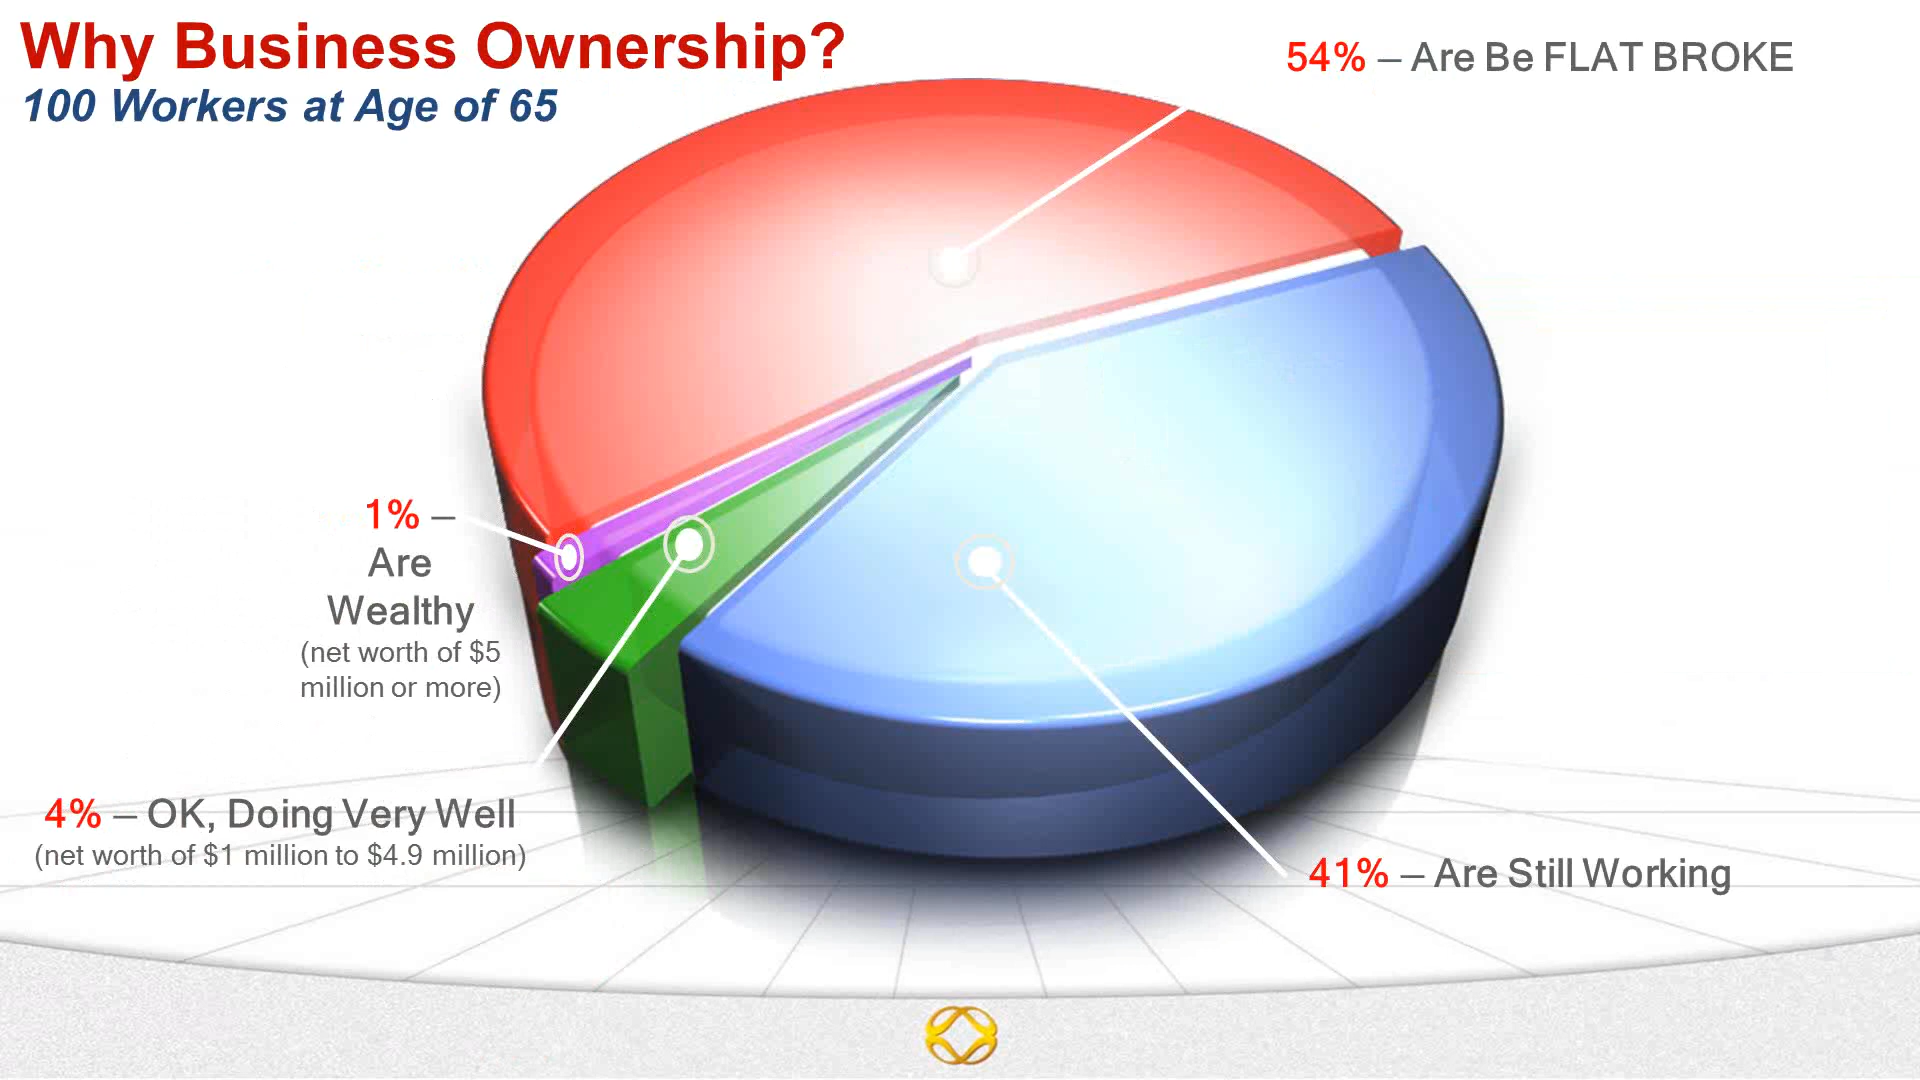 Why Business Ownership?
100 Workers at Age of 65
54% – Are Be FLAT BROKE
1% –
Are
Wealthy
(net worth of $5
million or more)
4% – OK, Doing Very Well
(net worth of $1 million to $4.9 million)
41% – Are Still Working